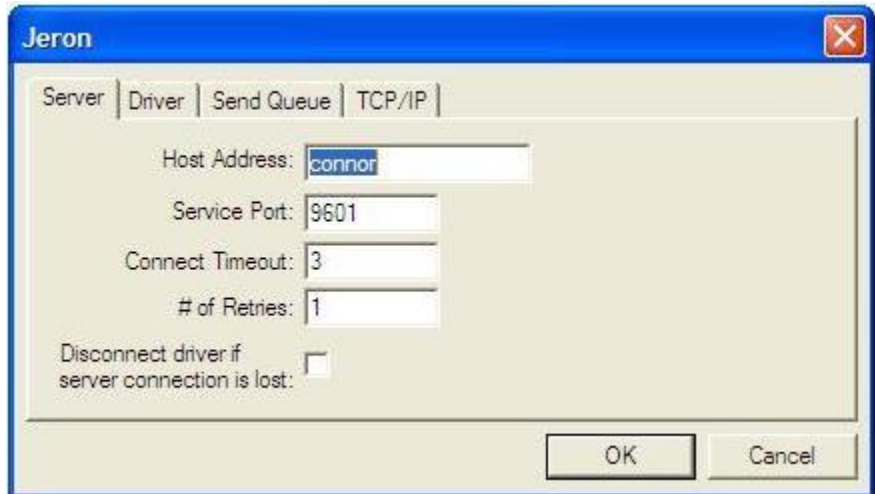 Jeron
Server Driver Send Queue TCP/IP
Host Address: connor
Service Port: 9601
Connect Timeout: 3
# of Retries: 1
Disconnect driver if
server connection is lost:
OK Cancel